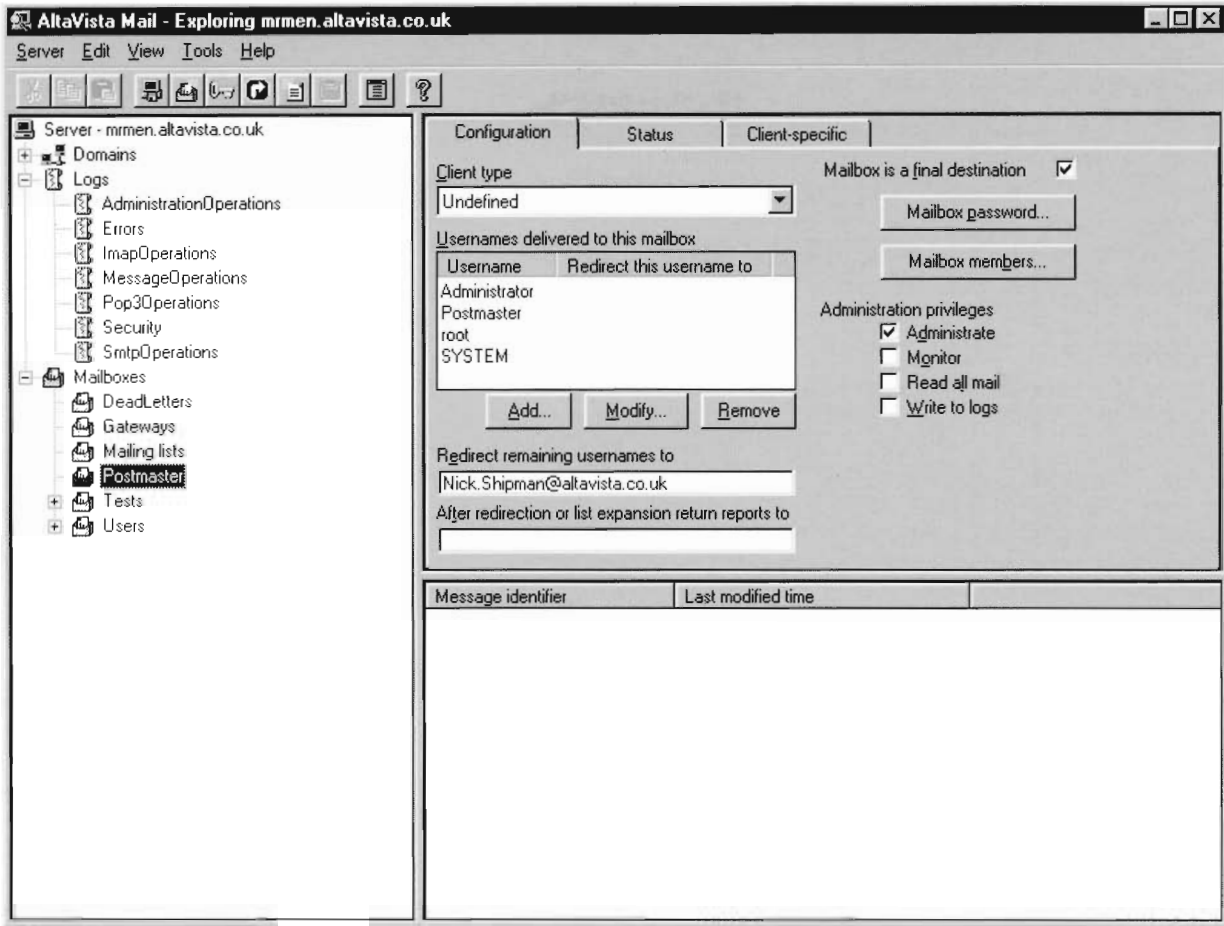 AltaVista Mail - Exploring mrmen.altavista.co.uk
Server Edit View Tools Help
Server - mrmen.altavista.co.uk
Domains
Logs
AdministrationOperations
Errors
ImapOperations
MessageOperations
Pop3Operations
Security
SmtpOperations
Mailboxes
DeadLetters
Gateways
Mailing lists
Postmaster
Tests
Users
Configuration Status Client-specific
Client type
Undefined
Usernames delivered to this mailbox
Username Redirect this username to
Administrator
Postmaster
root
SYSTEM
Add... Modify... Remove
Redirect remaining usernames to
Nick.Shipman@altavista.co.uk
After redirection or list expansion return reports to
Mailbox is a final destination
Mailbox password...
Mailbox members...
Administration privileges
Administrate
Monitor
Read all mail
Write to logs
Message identifier Last modified time